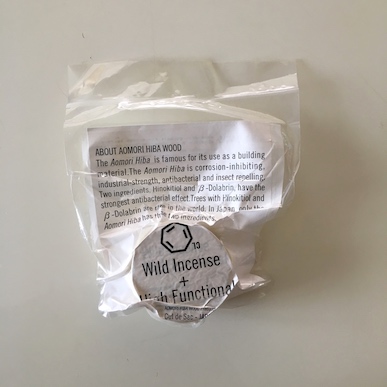 ABOUT AOMORI HIBA WOOD
The Aomori Hiba is famous for its use as a building
material.The Aomori Hiba is corrosion-inhibiting,
industrial-strength, antibacterial and insect repelling.
Two ingredients, Hinokitiol and β-Dolabrin, have the
strongest antibacterial effect.Trees with Hinokitiol and
β-Dolabrin are rare in the world. In Japan, only the
Aomori Hiba has these two ingredients.
Wild Incense
+
High Functional